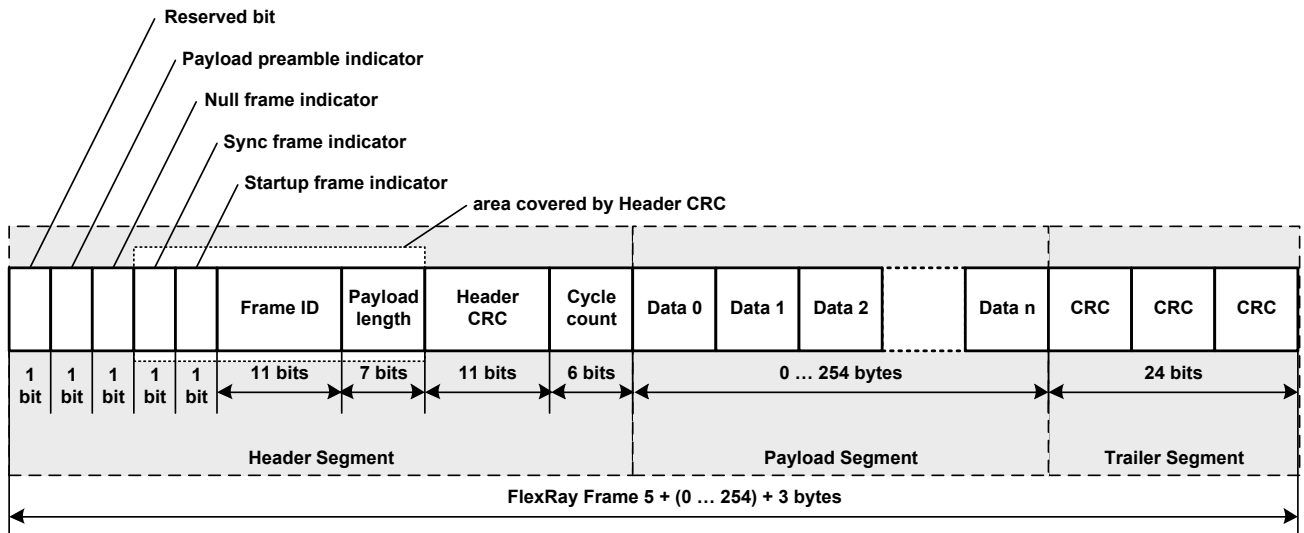 Reserved bit
Payload preamble indicator
Null frame indicator
Sync frame indicator
Startup frame indicator
area covered by Header CRC
Frame ID
Payload
length
Header
CRC
Cycle
count
Data 0
Data 1
Data 2
Data n
CRC
CRC
CRC
1
bit
1
bit
1
bit
1
bit
1
bit
11 bits
7 bits
11 bits
6 bits
0 … 254 bytes
24 bits
Header Segment
Payload Segment
Trailer Segment
FlexRay Frame 5 + (0 … 254) + 3 bytes